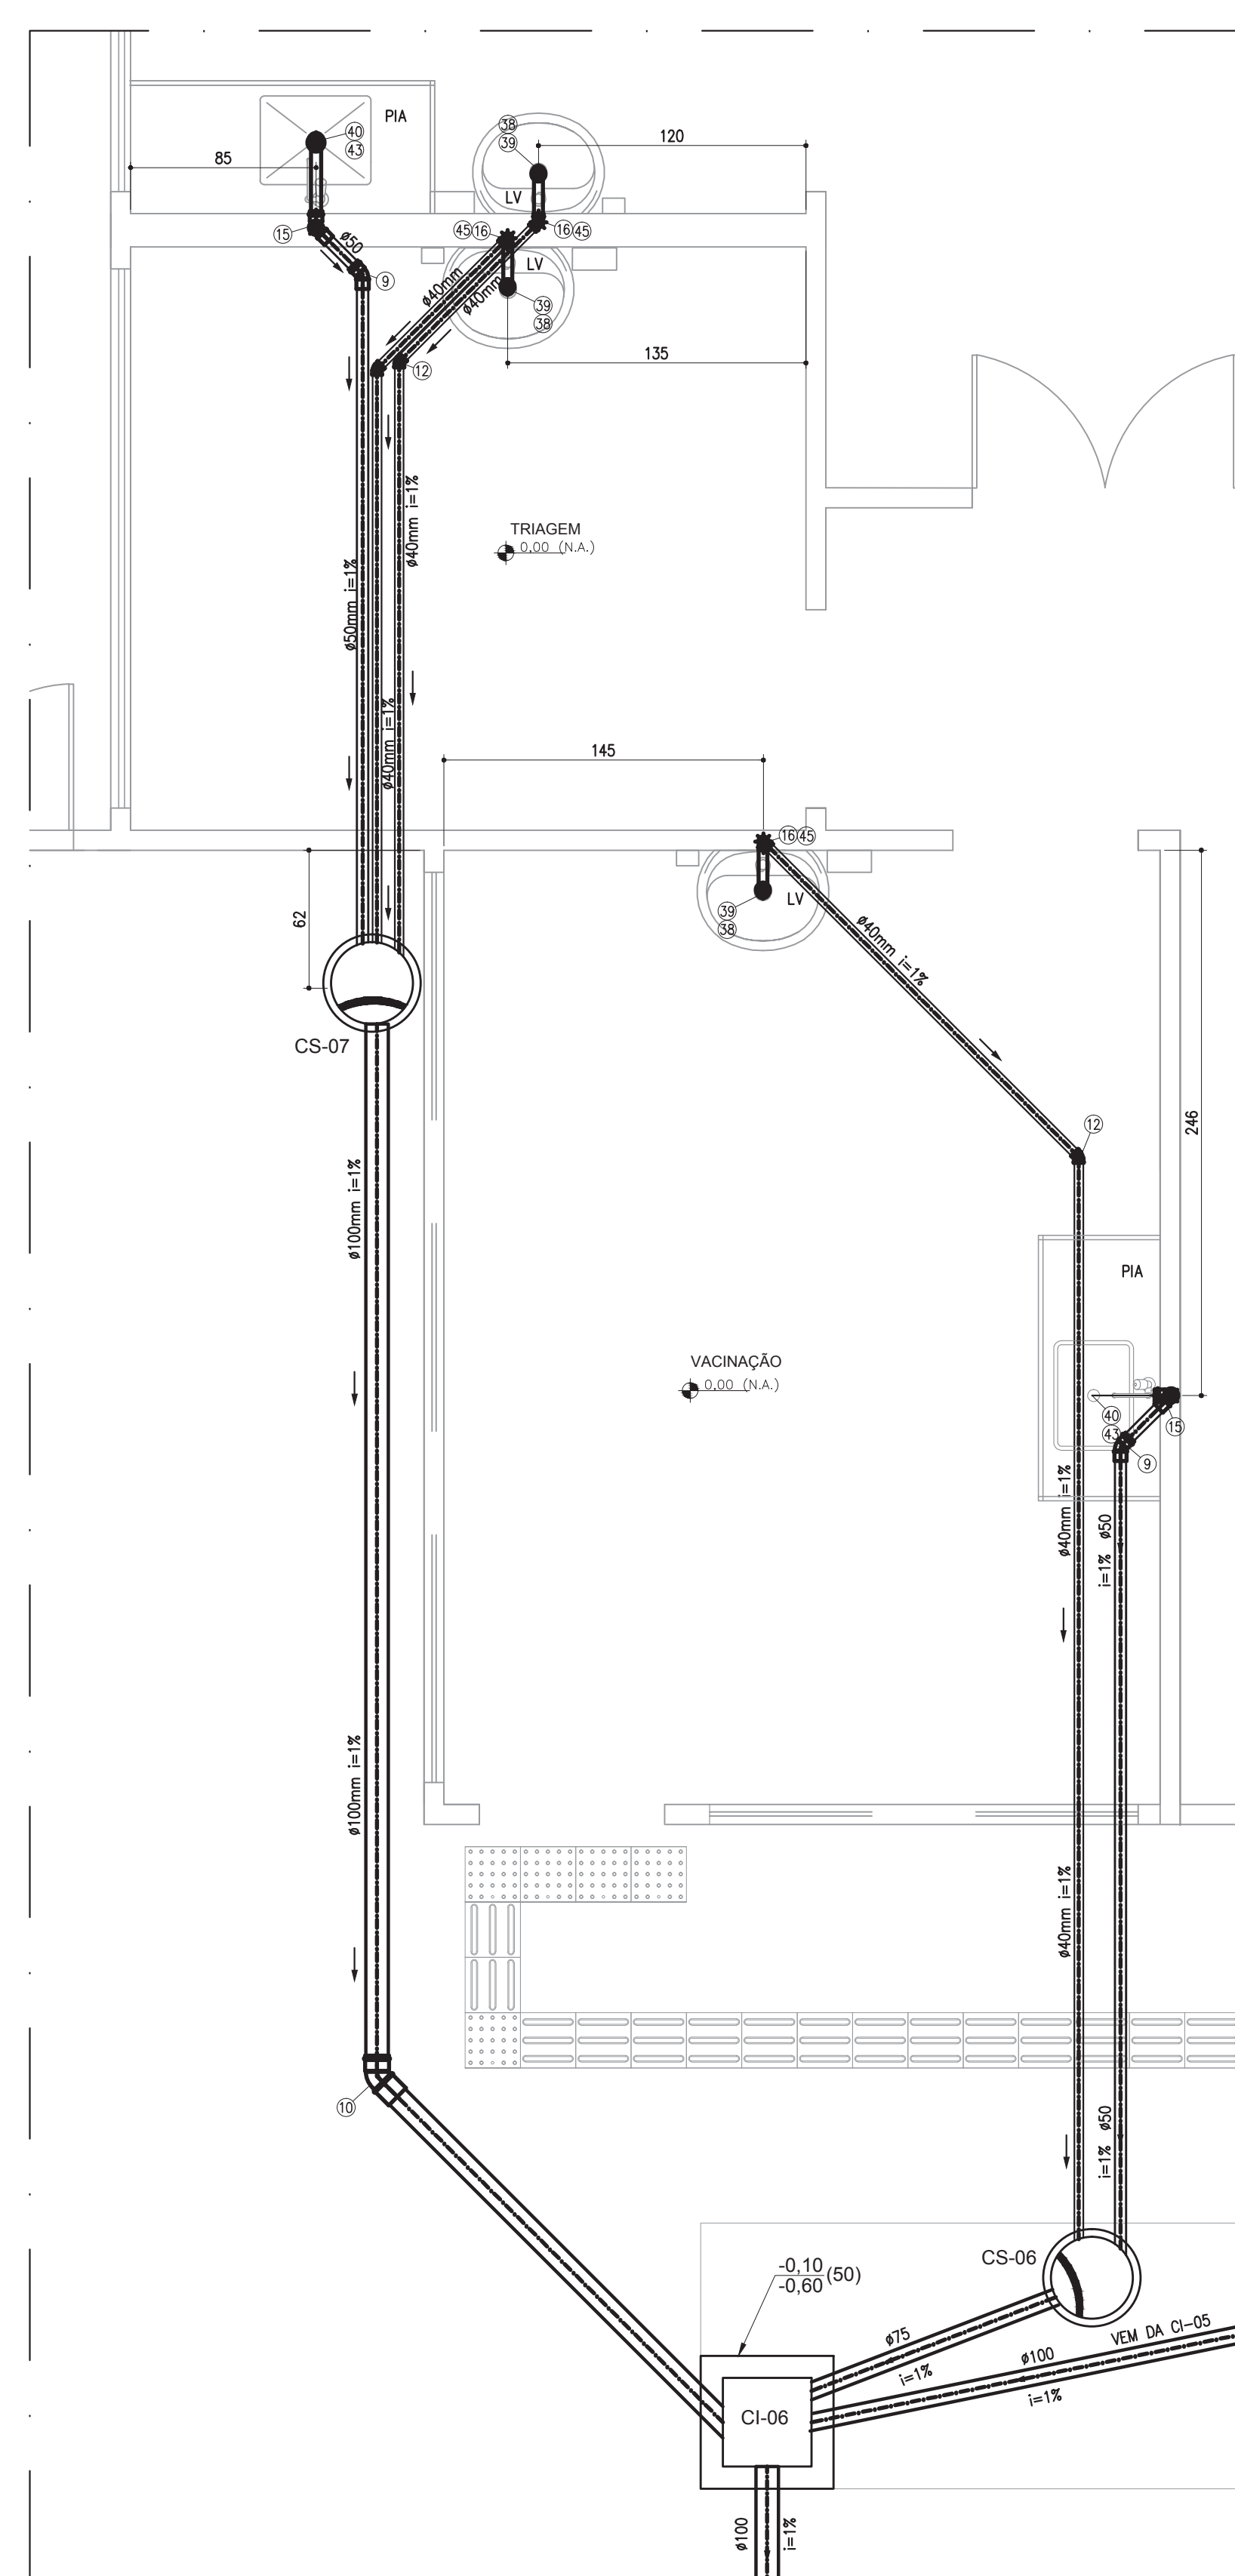 PIA
40
43
38
39
120
85
LV
15
ø50
9
45 16
16 45
LV
ø40mm
ø40mm
39
38
135
12
ø40mm i=1%
TRIAGEM
0,00 (N.A.)
ø50mm i=1%
ø40mm i=1%
145
16 45
62
39
38
LV
ø40mm i=1%
CS-07
12
246
ø100mm i=1%
PIA
VACINAÇÃO
0,00 (N.A.)
40
43
15
9
ø40mm i=1%
i=1% ø50
ø100mm i=1%
ø40mm i=1%
10
i=1% ø50
CS-06
-0,10
-0,60
(50)
ø75
i=1%
VEM DA CI-05
ø100
i=1%
CI-06
ø100
i=1%